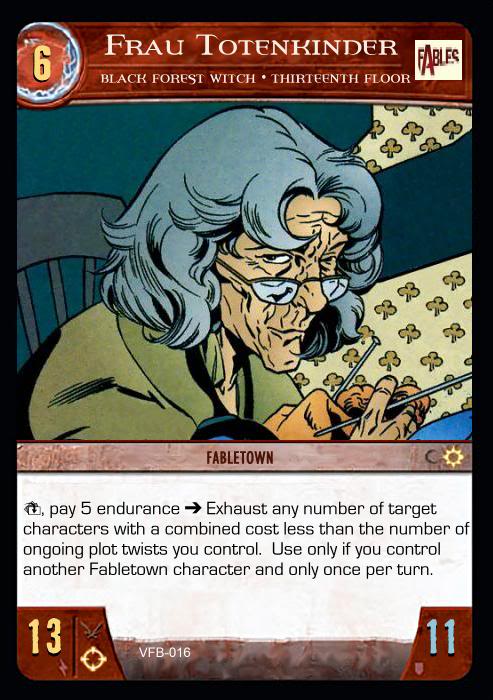 6
FRAU TOTENKINDER
BLACK FOREST WITCH • THIRTEENTH FLOOR
FABLES
FABLETOWN
, pay 5 endurance ➔ Exhaust any number of target
characters with a combined cost less than the number of
ongoing plot twists you control. Use only if you control
another Fabletown character and only once per turn.
13
VFB-016
11